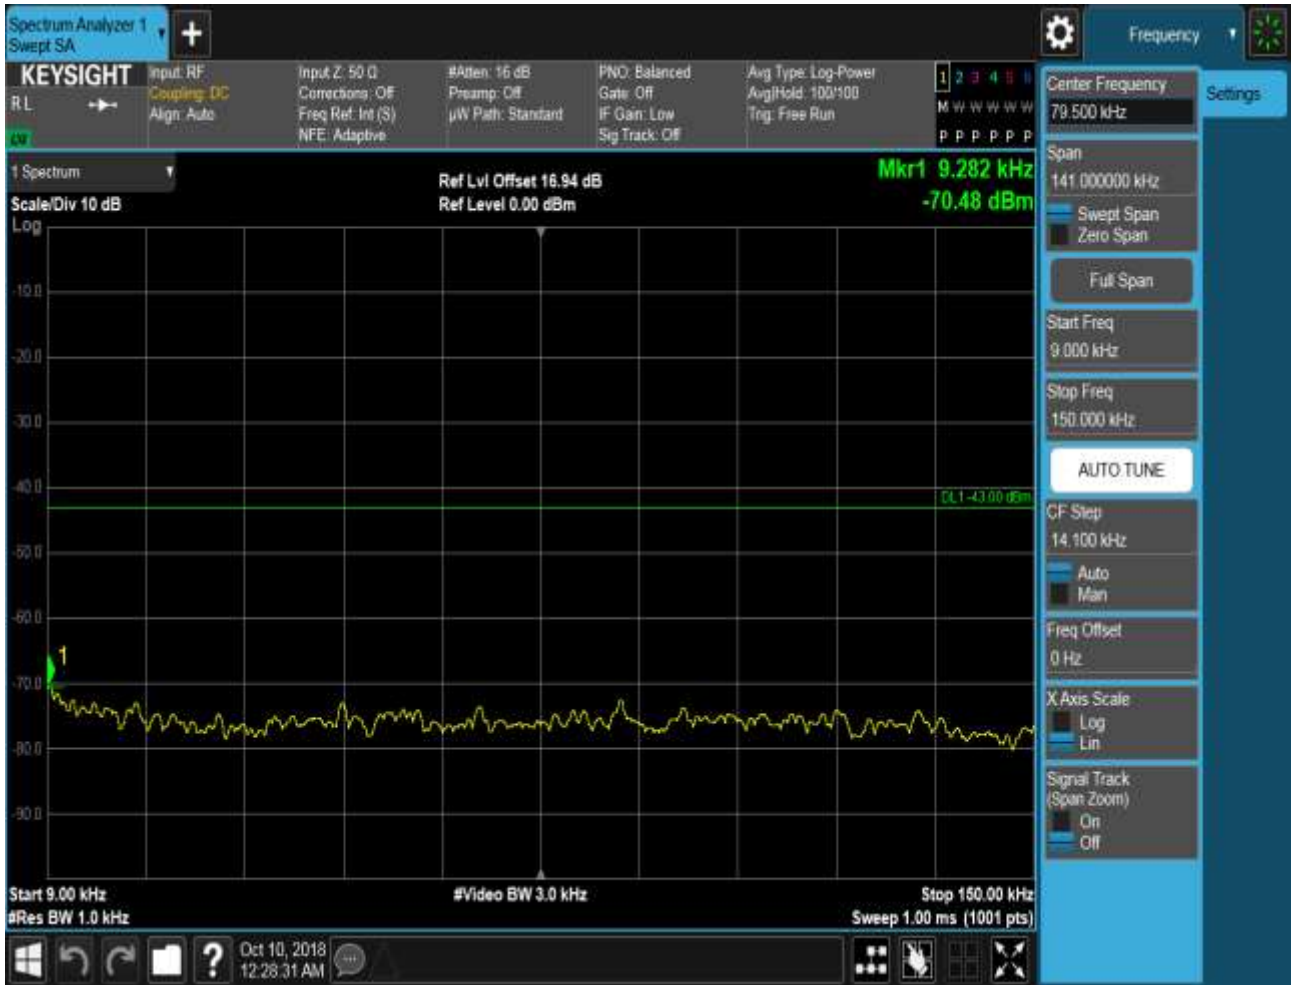 Spectrum Analyzer 1
Swept SA
Frequency
KEYSIGHT
Input: RF
Input Z: 50 Ω
#Atten: 16 dB
PNO: Balanced
Avg Type: Log-Power
1 2 3 4 5 6
R L
Coupling: DC
Corrections: Off
Preamp: Off
Gate: Off
Avg|Hold: 100/100
M W W W W W
Align: Auto
Freq Ref: Int (S)
µW Path: Standard
IF Gain: Low
Trig: Free Run
LW
NFE: Adaptive
Sig Track: Off
P P P P P P
1 Spectrum
Ref Lvl Offset 16.94 dB
Mkr1 9.282 kHz
Scale/Div 10 dB
Ref Level 0.00 dBm
-70.48 dBm
Log
-10.0
-20.0
-30.0
-40.0
DL1 -43.00 dBm
-50.0
-60.0
1
-70.0
-80.0
-90.0
Start 9.00 kHz
#Video BW 3.0 kHz
Stop 150.00 kHz
#Res BW 1.0 kHz
Sweep 1.00 ms (1001 pts)
Center Frequency
79.500 kHz
Settings
Span
141.000000 kHz
Swept Span
Zero Span
Full Span
Start Freq
9.000 kHz
Stop Freq
150.000 kHz
AUTO TUNE
CF Step
14.100 kHz
Auto
Man
Freq Offset
0 Hz
X Axis Scale
Log
Lin
Signal Track
(Span Zoom)
On
Off
?
Oct 10, 2018
12:28:31 AM